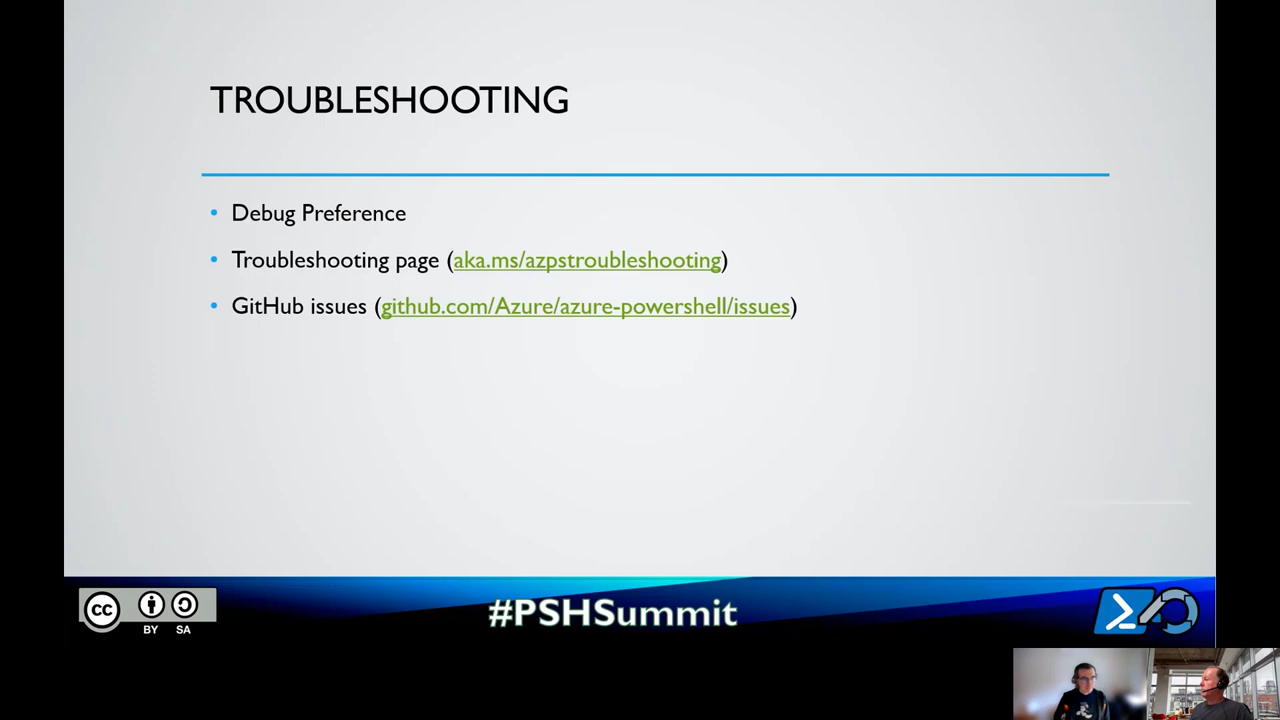 TROUBLESHOOTING
• Debug Preference
• Troubleshooting page (aka.ms/azpstroubleshooting)
• GitHub issues (github.com/Azure/azure-powershell/issues)
cc
BY SA
#PSHSummit